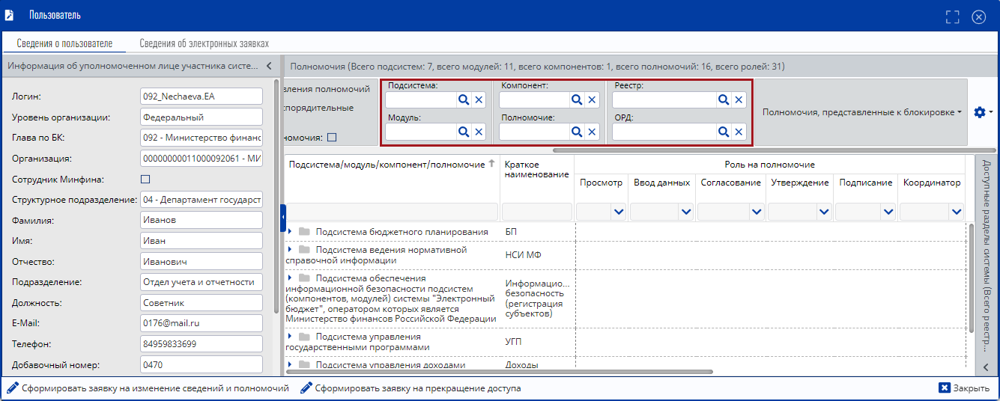 Пользователь
Сведения о пользователе
Сведения об электронных заявках
Информация об уполномоченном лице участника систе...
Логин:
092_Nechaeva.EA
Уровень организации:
Федеральный
Глава по БК:
092 - Министерство финанс
Организация:
00000000011000092061 - МИ
Сотрудник Минфина:
Структурное подразделение:
04 - Департамент государст
Фамилия:
Иванов
Имя:
Иван
Отчество:
Иванович
Подразделение:
Отдел учета и отчетности
Должность:
Советник
E-Mail:
0176@mail.ru
Телефон:
84959833699
Добавочный номер:
0470
Полномочия (Всего подсистем: 7, всего модулей: 11, всего компонентов: 1, всего полномочий: 16, всего ролей: 31)
вления полномочий
спорядительные
номочия:
Подсистема:
Модуль:
Компонент:
Полномочие:
Реестр:
ОРД:
Полномочия, представленные к блокировке
Подсистема/модуль/компонент/полномочие
Краткое
наименование
Роль на полномочие
Просмотр
Ввод данных
Согласование
Утверждение
Подписание
Координатор
Подсистема бюджетного планирования
БП
Подсистема ведения нормативной
справочной информации
НСИ МФ
Подсистема обеспечения
информационной безопасности подсистем
(компонентов, модулей) системы "Электронный
бюджет", оператором которых является
Министерство финансов Российской Федерации
Информацио...
безопасность
(регистрация
субъектов)
Подсистема управления
государственными программами
УГП
Подсистема управления доходами
Доходы
Доступные разделы системы (Всего реестр...
Сформировать заявку на изменение сведений и полномочий
Сформировать заявку на прекращение доступа
Закрыть